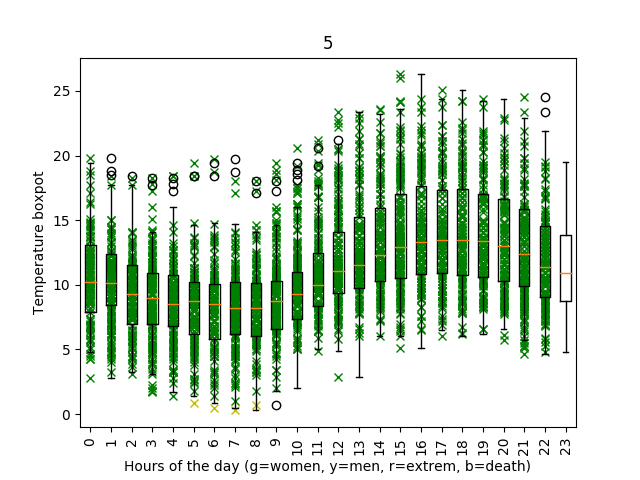 5
Temperature boxpot
25
20
15
10
5
0
0 1 2 3 4 5 6 7 8 9 10 11 12 13 14 15 16 17 18 19 20 21 22 23
Hours of the day (g=women, y=men, r=extrem, b=death)